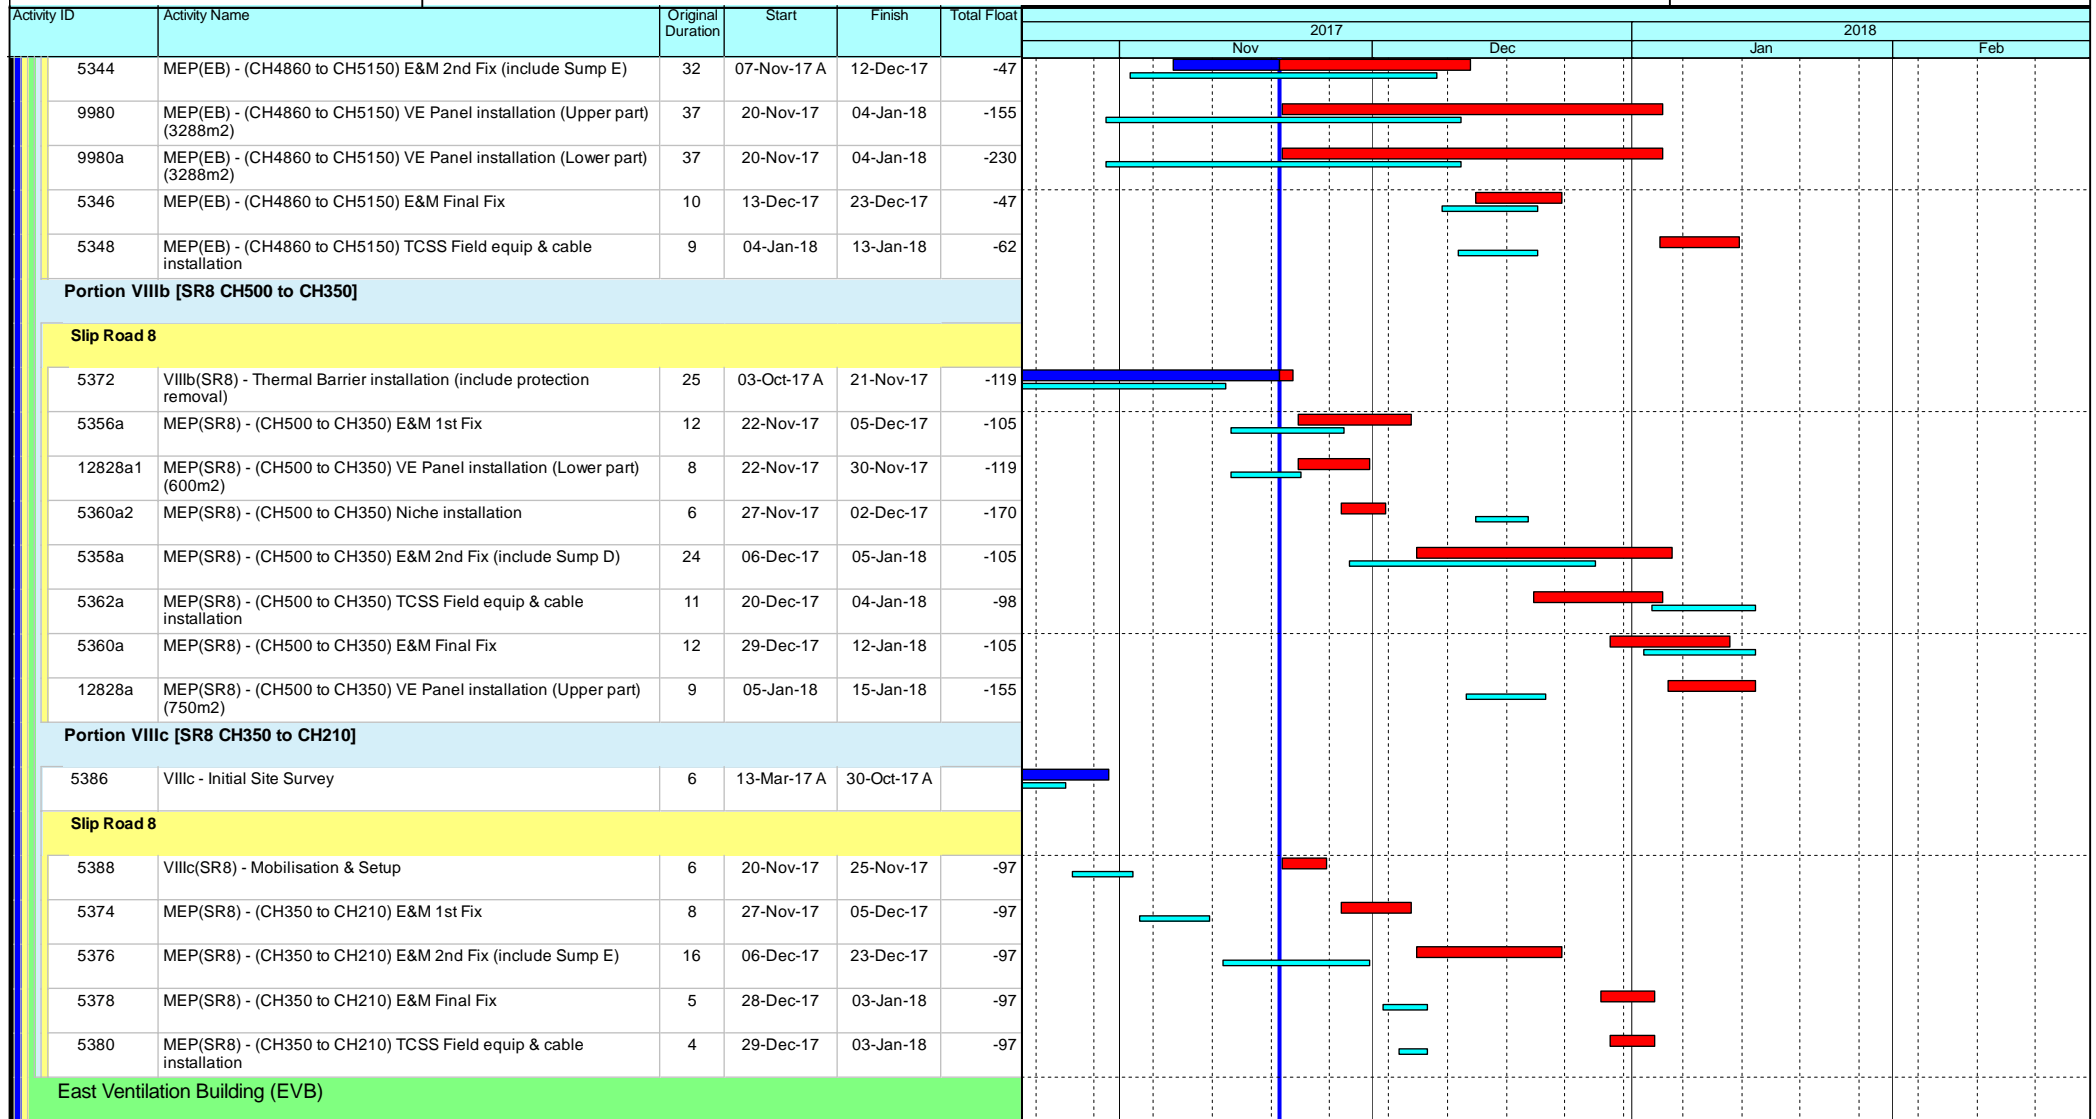 Activity ID Activity Name Original Duration Start Finish Total Float
2017 2018
Nov Dec Jan Feb
5344 MEP(EB) - (CH4860 to CH5150) E&M 2nd Fix (include Sump E) 32 07-Nov-17 A 12-Dec-17 -47
9980 MEP(EB) - (CH4860 to CH5150) VE Panel installation (Upper part) 37 20-Nov-17 04-Jan-18 -155
(3288m2)
9980a MEP(EB) - (CH4860 to CH5150) VE Panel installation (Lower part) 37 20-Nov-17 04-Jan-18 -230
(3288m2)
5346 MEP(EB) - (CH4860 to CH5150) E&M Final Fix 10 13-Dec-17 23-Dec-17 -47
5348 MEP(EB) - (CH4860 to CH5150) TCSS Field equip & cable 9 04-Jan-18 13-Jan-18 -62
installation
Portion VIIIb [SR8 CH500 to CH350]
Slip Road 8
5372 VIIIb(SR8) - Thermal Barrier installation (include protection 25 03-Oct-17 A 21-Nov-17 -119
removal)
5356a MEP(SR8) - (CH500 to CH350) E&M 1st Fix 12 22-Nov-17 05-Dec-17 -105
12828a1 MEP(SR8) - (CH500 to CH350) VE Panel installation (Lower part) 8 22-Nov-17 30-Nov-17 -119
(600m2)
5360a2 MEP(SR8) - (CH500 to CH350) Niche installation 6 27-Nov-17 02-Dec-17 -170
5358a MEP(SR8) - (CH500 to CH350) E&M 2nd Fix (include Sump D) 24 06-Dec-17 05-Jan-18 -105
5362a MEP(SR8) - (CH500 to CH350) TCSS Field equip & cable 11 20-Dec-17 04-Jan-18 -98
installation
5360a MEP(SR8) - (CH500 to CH350) E&M Final Fix 12 29-Dec-17 12-Jan-18 -105
12828a MEP(SR8) - (CH500 to CH350) VE Panel installation (Upper part) 9 05-Jan-18 15-Jan-18 -155
(750m2)
Portion VIIIc [SR8 CH350 to CH210]
5386 VIIIc - Initial Site Survey 6 13-Mar-17 A 30-Oct-17 A
Slip Road 8
5388 VIIIc(SR8) - Mobilisation & Setup 6 20-Nov-17 25-Nov-17 -97
5374 MEP(SR8) - (CH350 to CH210) E&M 1st Fix 8 27-Nov-17 05-Dec-17 -97
5376 MEP(SR8) - (CH350 to CH210) E&M 2nd Fix (include Sump E) 16 06-Dec-17 23-Dec-17 -97
5378 MEP(SR8) - (CH350 to CH210) E&M Final Fix 5 28-Dec-17 03-Jan-18 -97
5380 MEP(SR8) - (CH350 to CH210) TCSS Field equip & cable 4 29-Dec-17 03-Jan-18 -97
installation
East Ventilation Building (EVB)